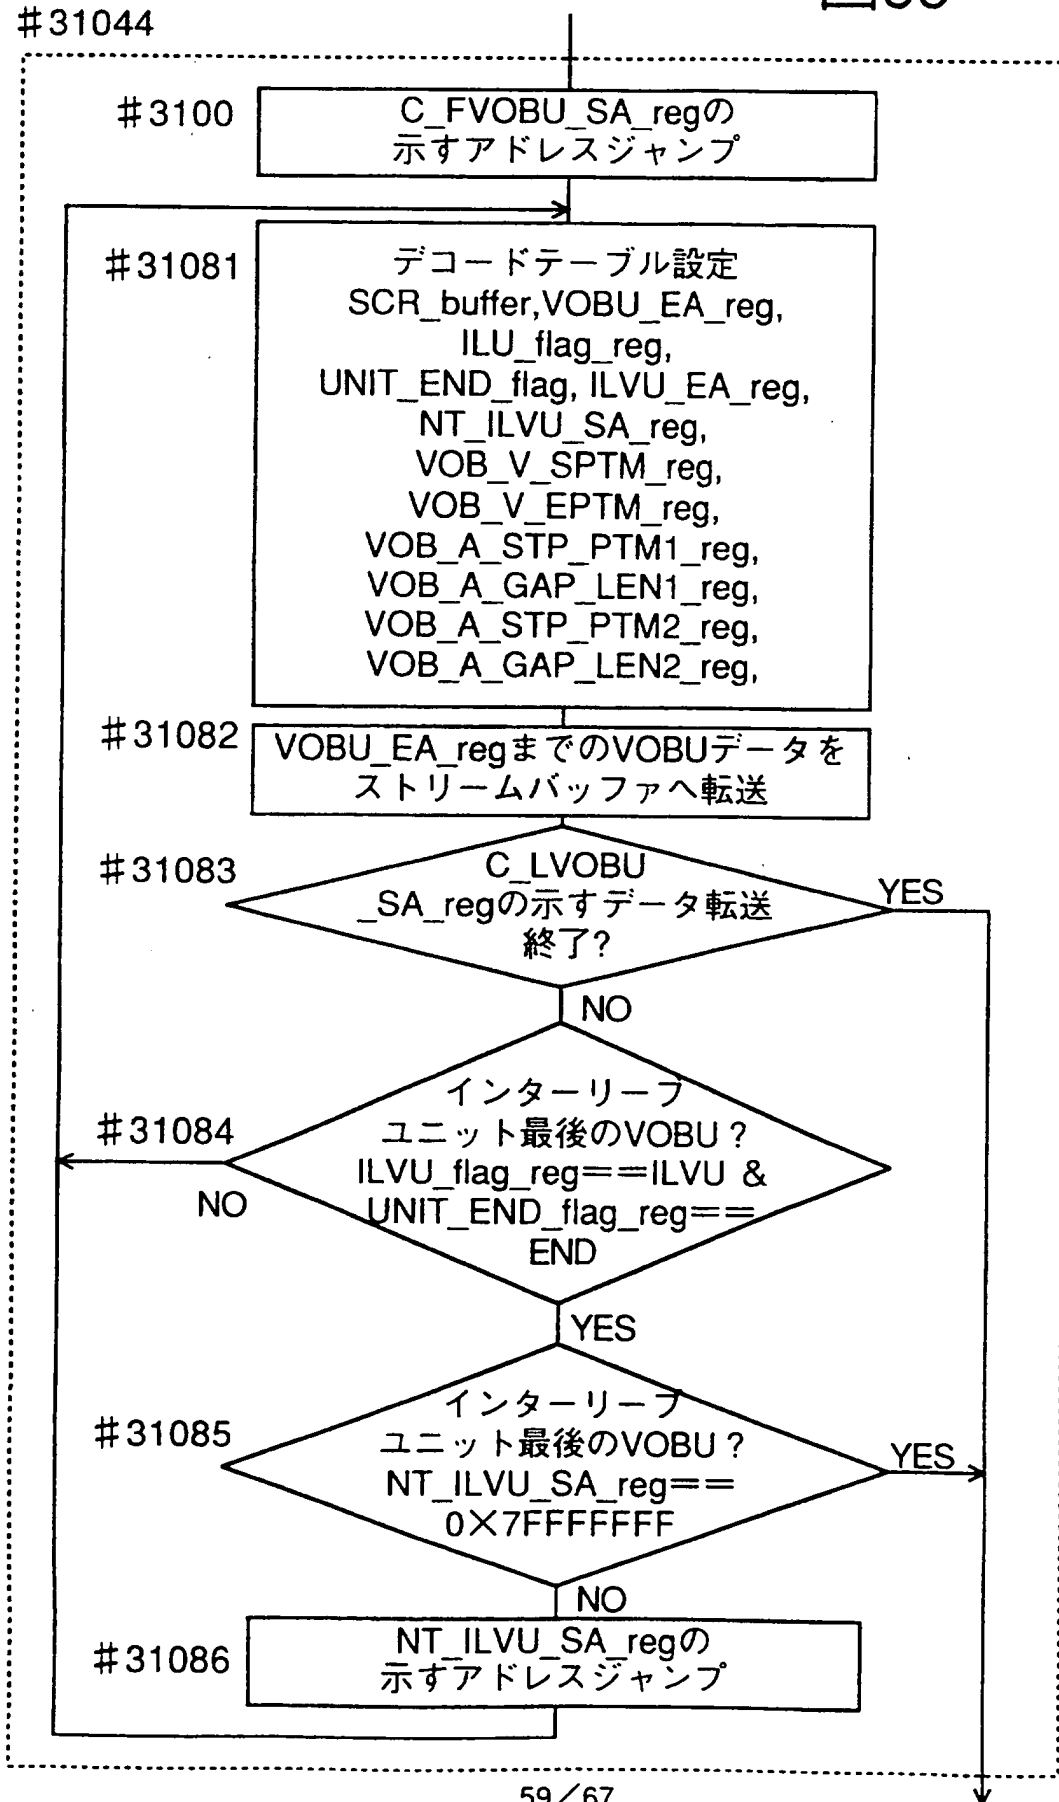 #31044
#3100
C_FVOBU_SA_regの
示すアドレスジャンプ
#31081
デコードテーブル設定
SCR_buffer,VOBU_EA_reg,
ILU_flag_reg,
UNIT_END_flag, ILVU_EA_reg,
NT_ILVU_SA_reg,
VOB_V_SPTM_reg,
VOB_V_EPTM_reg,
VOB_A_STP_PTM1_reg,
VOB_A_GAP_LEN1_reg,
VOB_A_STP_PTM2_reg,
VOB_A_GAP_LEN2_reg,
#31082
VOBU_EA_regまでのVOBUデータを
ストリームバッファへ転送
#31083
C_LVOBU
_SA_regの示すデータ転送
終了?
YES
NO
#31084
インターリーフ
ユニット最後のVOBU?
ILVU_flag_reg==ILVU &
UNIT_END_flag_reg==
END
NO
YES
#31085
インターリーフ
ユニット最後のVOBU?
NT_ILVU_SA_reg==
0×7FFFFFFF
YES
NO
#31086
NT_ILVU_SA_regの
示すアドレスジャンプ
59/67